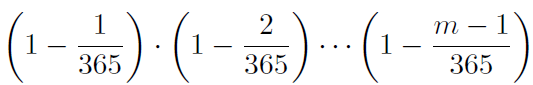 (1 − 1/365) · (1 − 2/365) ··· (1 − (m − 1)/365)